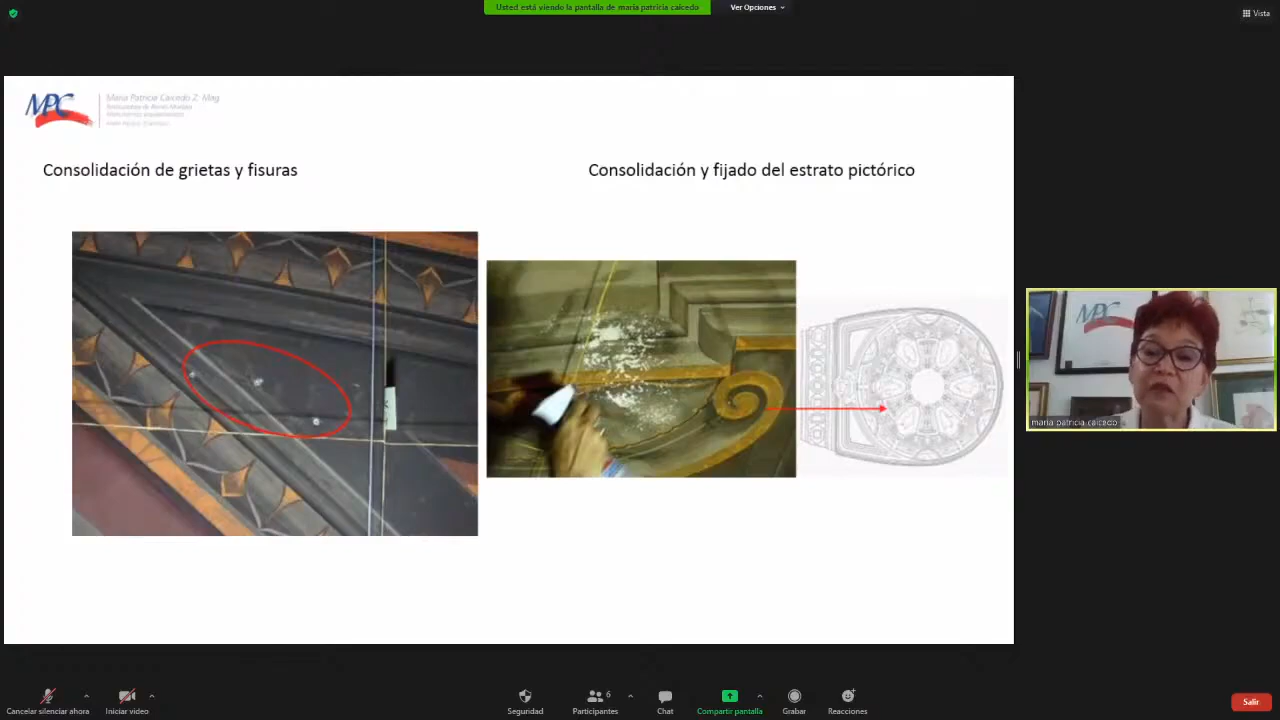 Usted está viendo la pantalla de maria patricia caicedo
Ver Opciones
Vista
MPC
Maria Patricia Caicedo Z. Mag
Consolidación de grietas y fisuras
Consolidación y fijado del estrato pictórico
MPC
maria patricia caicedo
Cancelar silenciar ahora
Iniciar video
Seguridad
Participantes
6
Chat
Compartir pantalla
Grabar
Reacciones
Salir